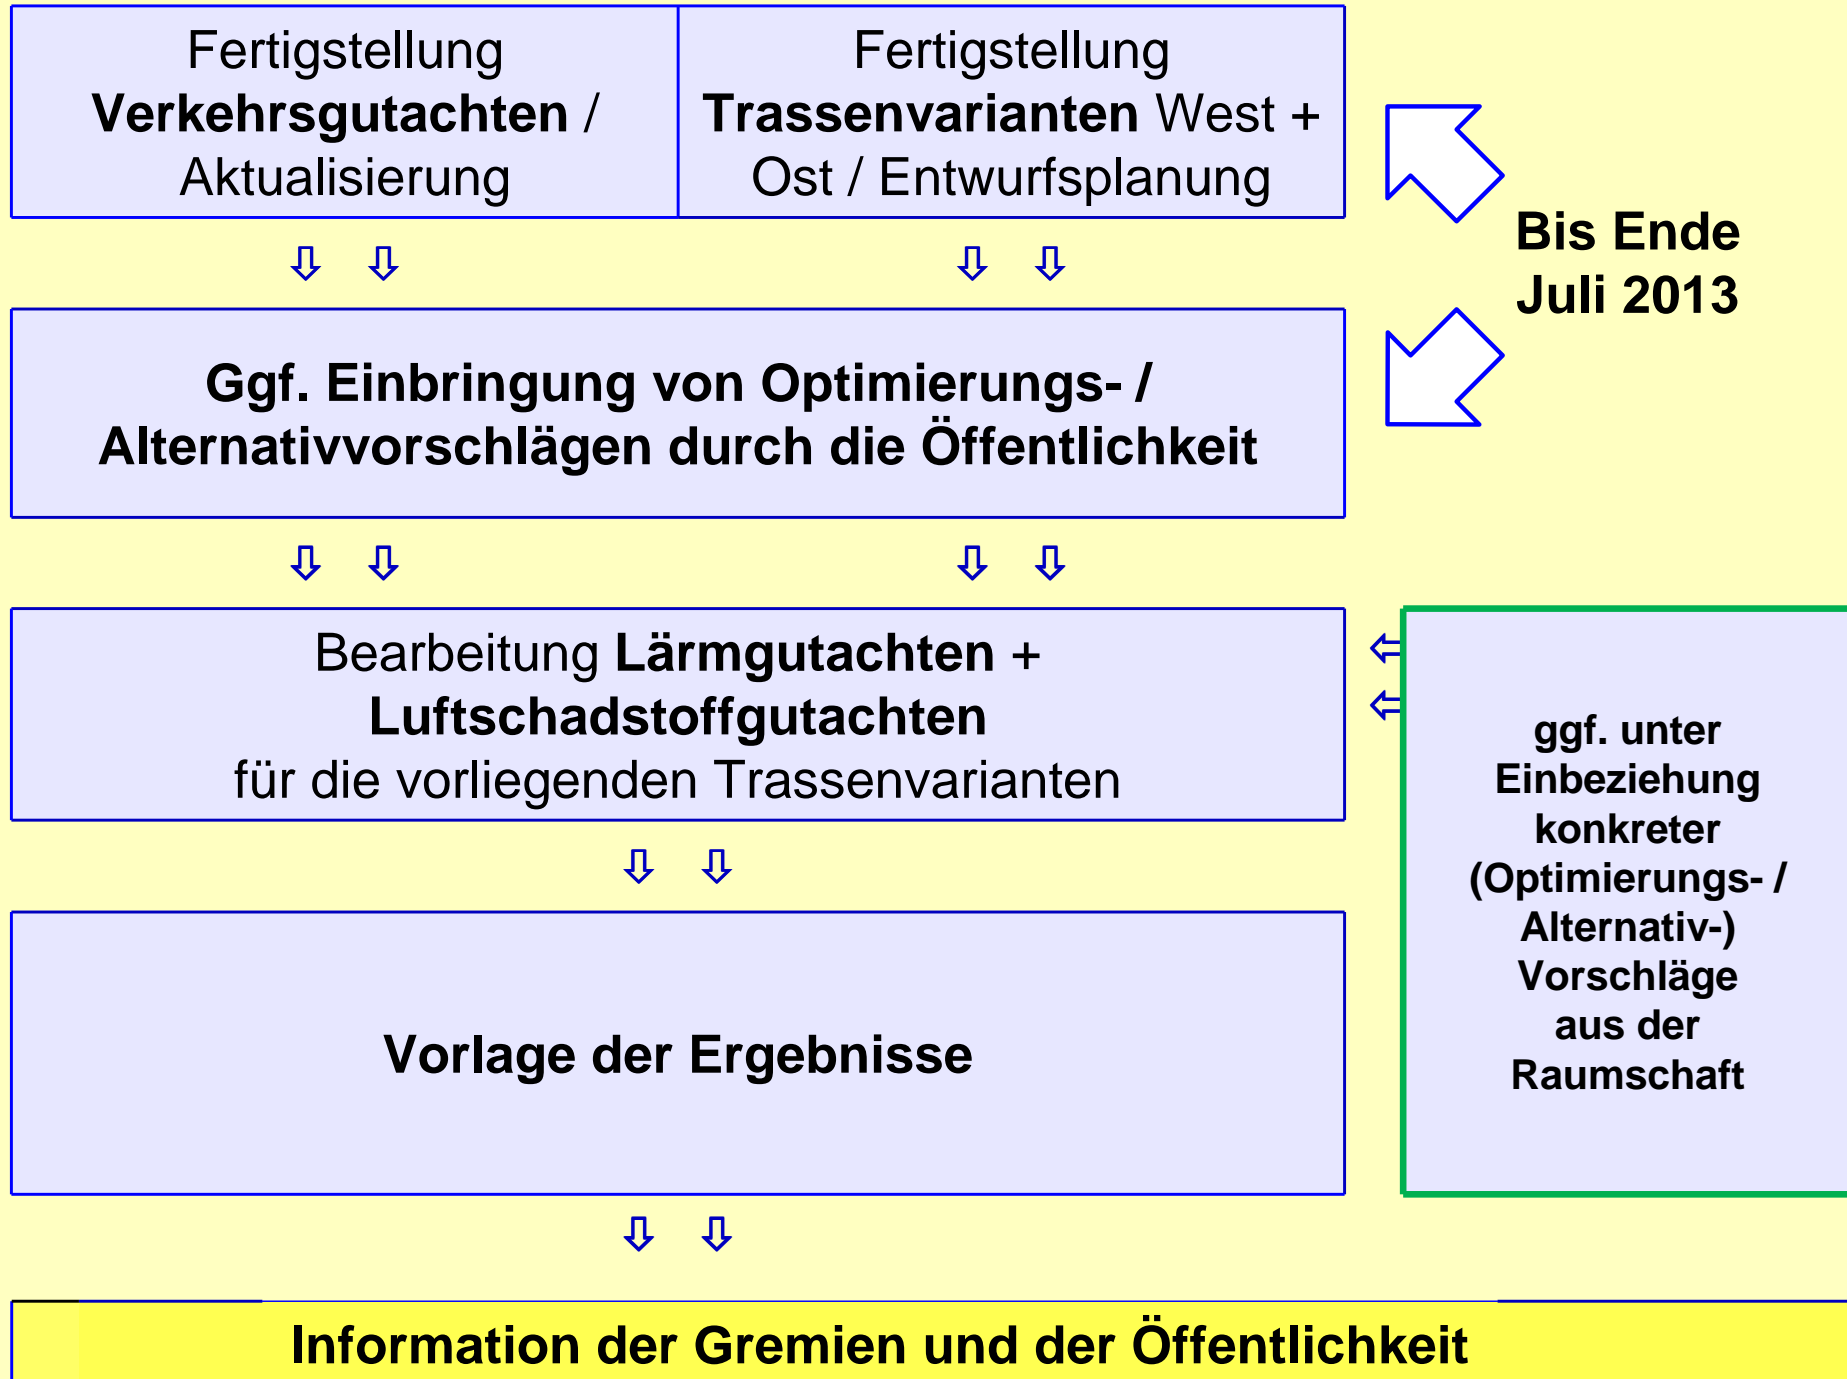 Fertigstellung
Verkehrsgutachten /
Aktualisierung
Fertigstellung
Trassenvarianten West +
Ost / Entwurfsplanung
Bis Ende
Juli 2013
Ggf. Einbringung von Optimierungs- /
Alternativvorschlägen durch die Öffentlichkeit
Bearbeitung Lärmgutachten +
Luftschadstoffgutachten
für die vorliegenden Trassenvarianten
ggf. unter
Einbeziehung
konkreter
(Optimierungs- /
Alternativ-)
Vorschläge
aus der
Raumschaft
Vorlage der Ergebnisse
Information der Gremien und der Öffentlichkeit